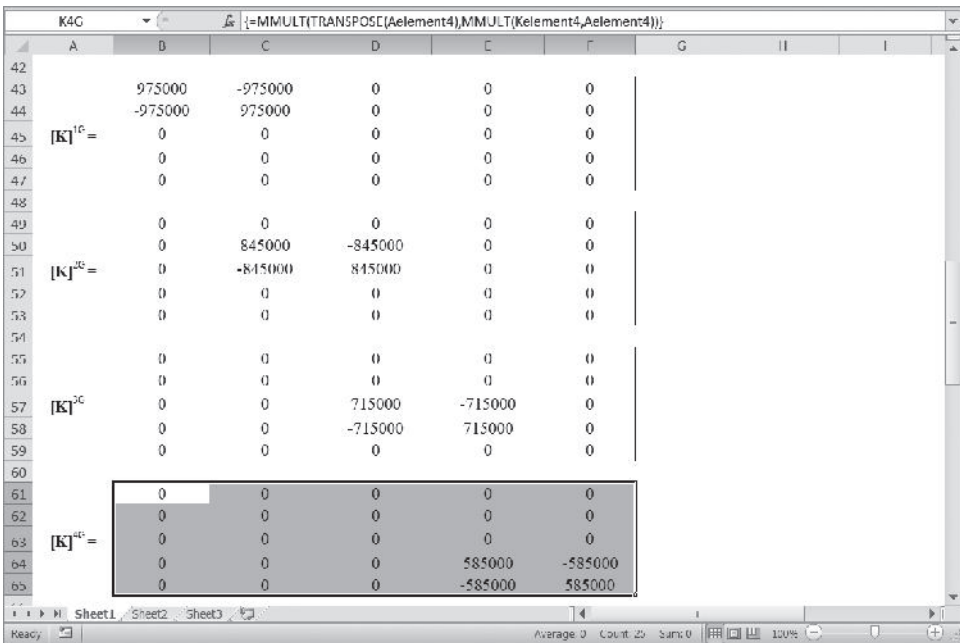 K4G {=MMULT(TRANSPOSE(Aelement4),MMULT(Kelement4,Aelement4))}
A B C D E F G H I
42
43 975000 -975000 0 0 0
44 -975000 975000 0 0 0
45 [K]1G = 0 0 0 0 0
46 0 0 0 0 0
47 0 0 0 0 0
48
49 0 0 0 0 0
50 0 845000 -845000 0 0
51 [K]2G = 0 -845000 845000 0 0
52 0 0 0 0 0
53 0 0 0 0 0
54
55 0 0 0 0 0
56 0 0 0 0 0
57 [K]3G 0 0 715000 -715000 0
58 0 0 -715000 715000 0
59 0 0 0 0 0
60
61 0 0 0 0 0
62 0 0 0 0 0
63 [K]4G = 0 0 0 0 0
64 0 0 0 585000 -585000
65 0 0 0 -585000 585000
Sheet1 Sheet2 Sheet3
Ready Average: 0 Count: 25 Sum: 0 100%